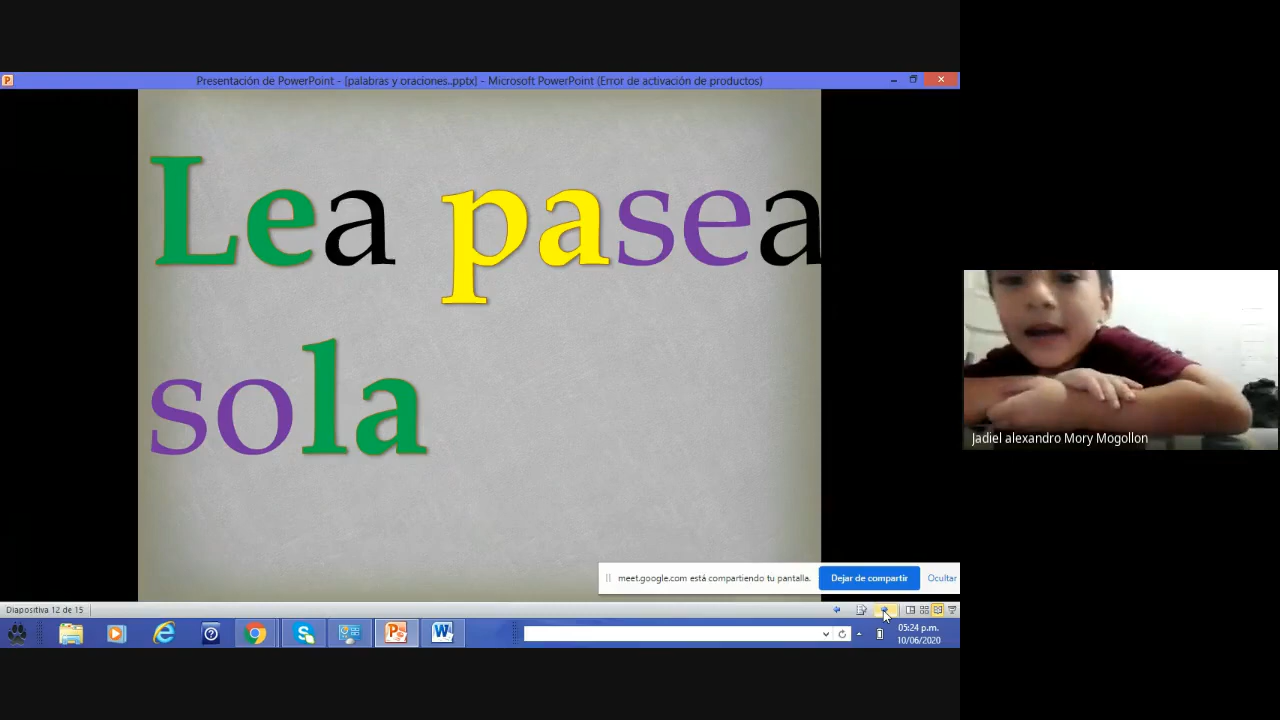 Presentación de PowerPoint - [palabras y oraciones..pptx] - Microsoft PowerPoint (Error de activación de productos)
Lea pasea
sola
Jadiel alexandro Mory Mogollon
meet.google.com está compartiendo tu pantalla.
Dejar de compartir
Ocultar
Diapositiva 12 de 15
05:24 p.m.
10/06/2020